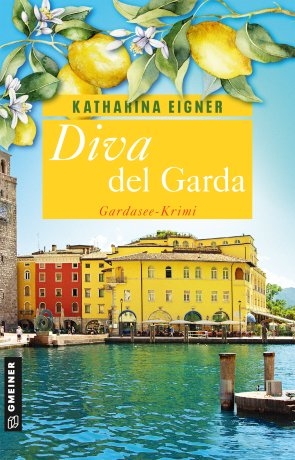 KATHARINA EIGNER
Diva
del Garda
Gardasee-Krimi
GMEINER